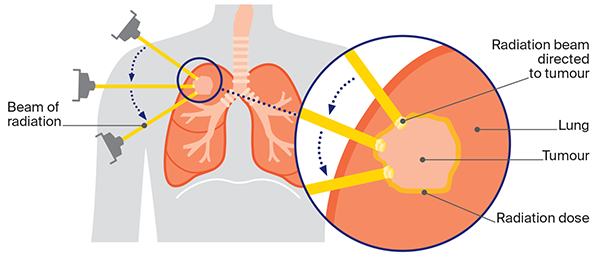 Beam of
radiation
Radiation beam
directed
to tumour
Lung
Tumour
Radiation dose